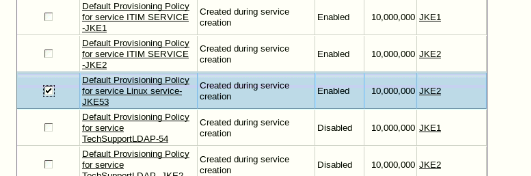 Default Provisioning Policy
for service ITIM SERVICE
-JKE1
Created during service
creation
Enabled
10,000,000
JKE1
Default Provisioning Policy
for service ITIM SERVICE
-JKE2
Created during service
creation
Enabled
10,000,000
JKE2
Default Provisioning Policy
for service Linux service-
JKE53
Created during service
creation
Enabled
10,000,000
JKE2
Default Provisioning Policy
for service
TechSupportLDAP-54
Created during service
creation
Disabled
10,000,000
JKE1
Default Provisioning Policy
for service
TechSupportLDAP_JKE2
Created during service
creation
Disabled
10,000,000
JKE2